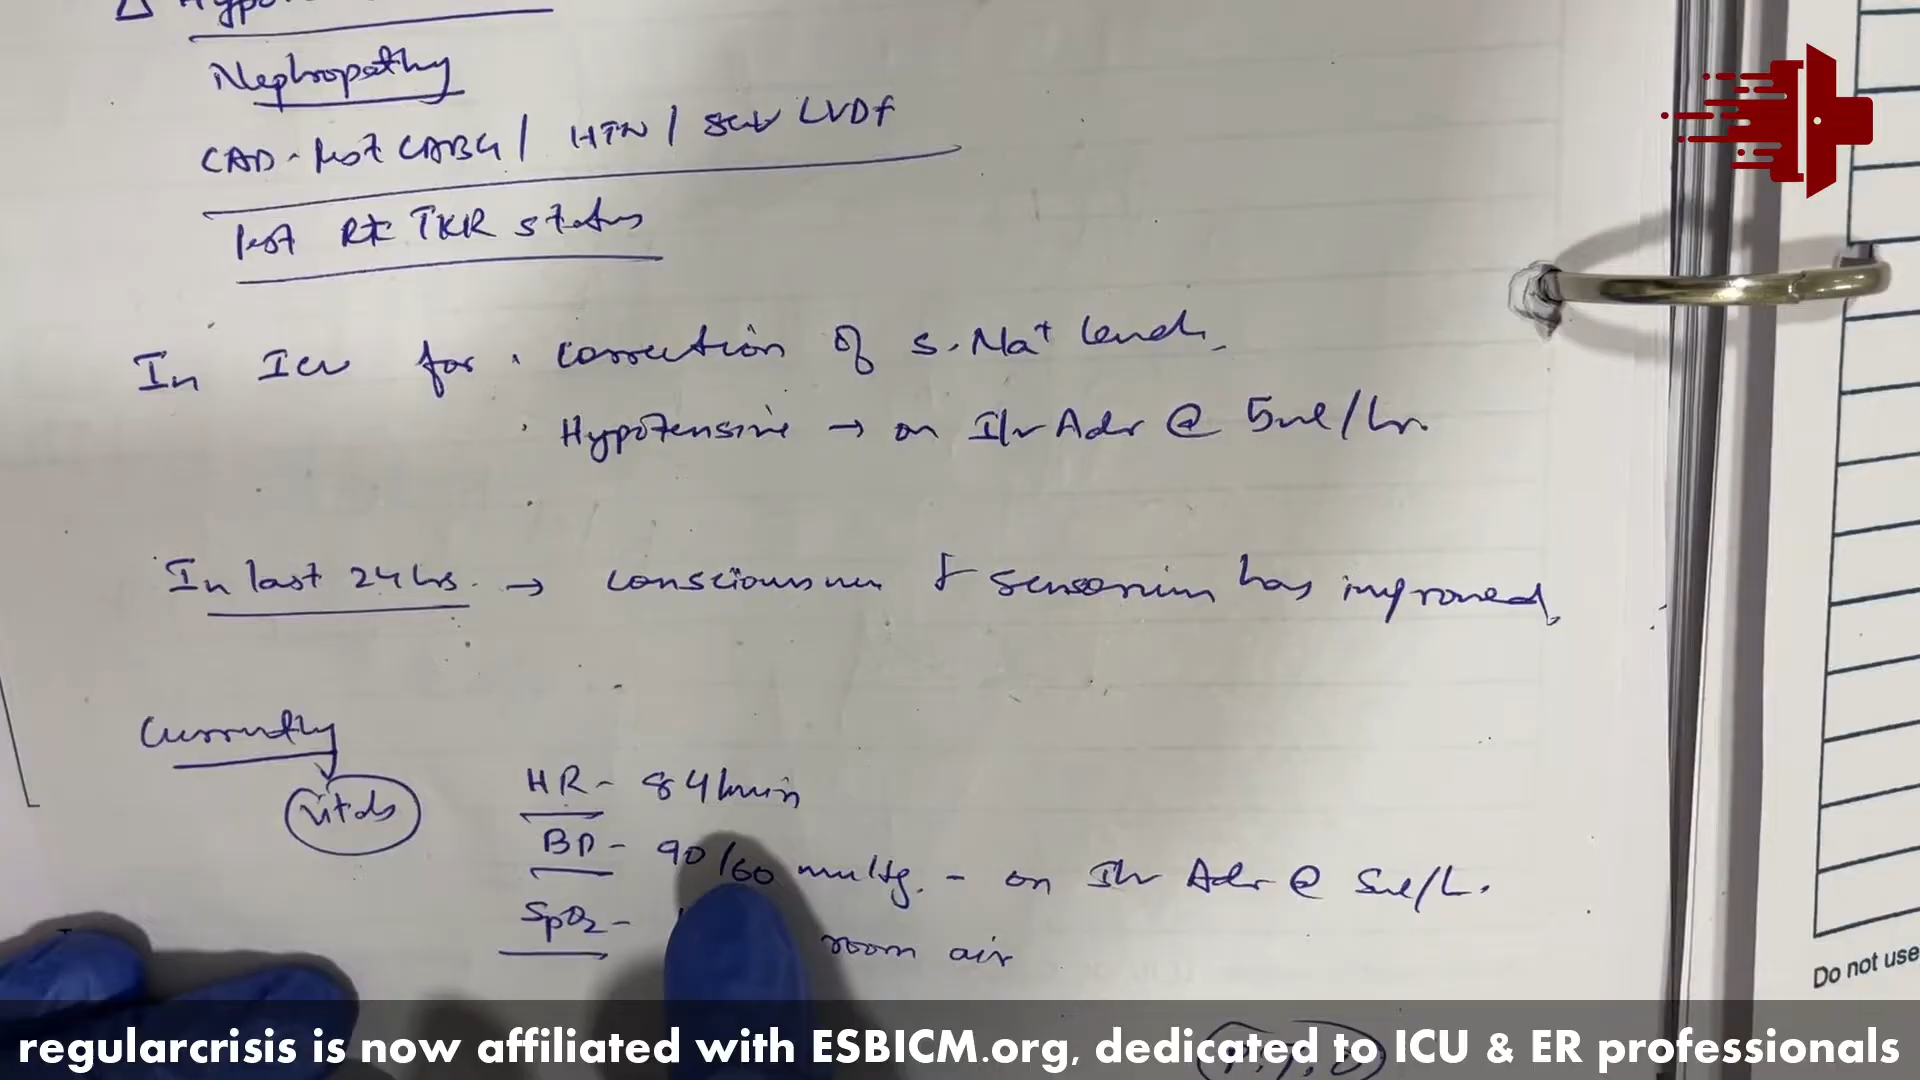 Δ
Nephropathy
CAD - Post CABG / HTN / Sev LVDf
Post Rt TKR status
In ICU for • correction of s. Na+ levels.
• Hypotensive → on Adr @ 5ml/hr.
In last 24 hrs. → consciousness & sensorium has improved.
Currently
vitals
HR - 84/min
BP - 90/60 mmHg. - on Adr @ 5ml/h.
SpO2 - room air
P.T.O
Do not use
regularcrisis is now affiliated with ESBICM.org, dedicated to ICU & ER professionals